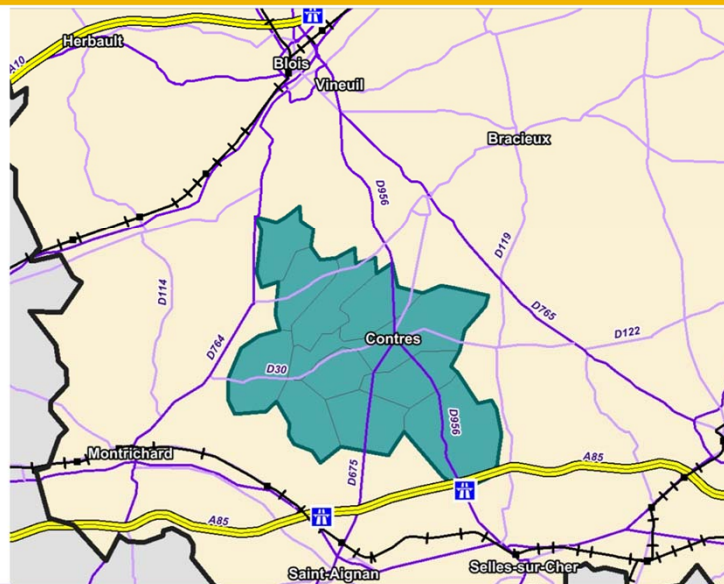 Herbault
A10
Blois
Vineuil
Bracieux
D956
D119
D114
D765
D764
D122
Contres
D30
D956
Montrichard
D675
A85
A85
Saint-Aignan
Selles-sur-Cher